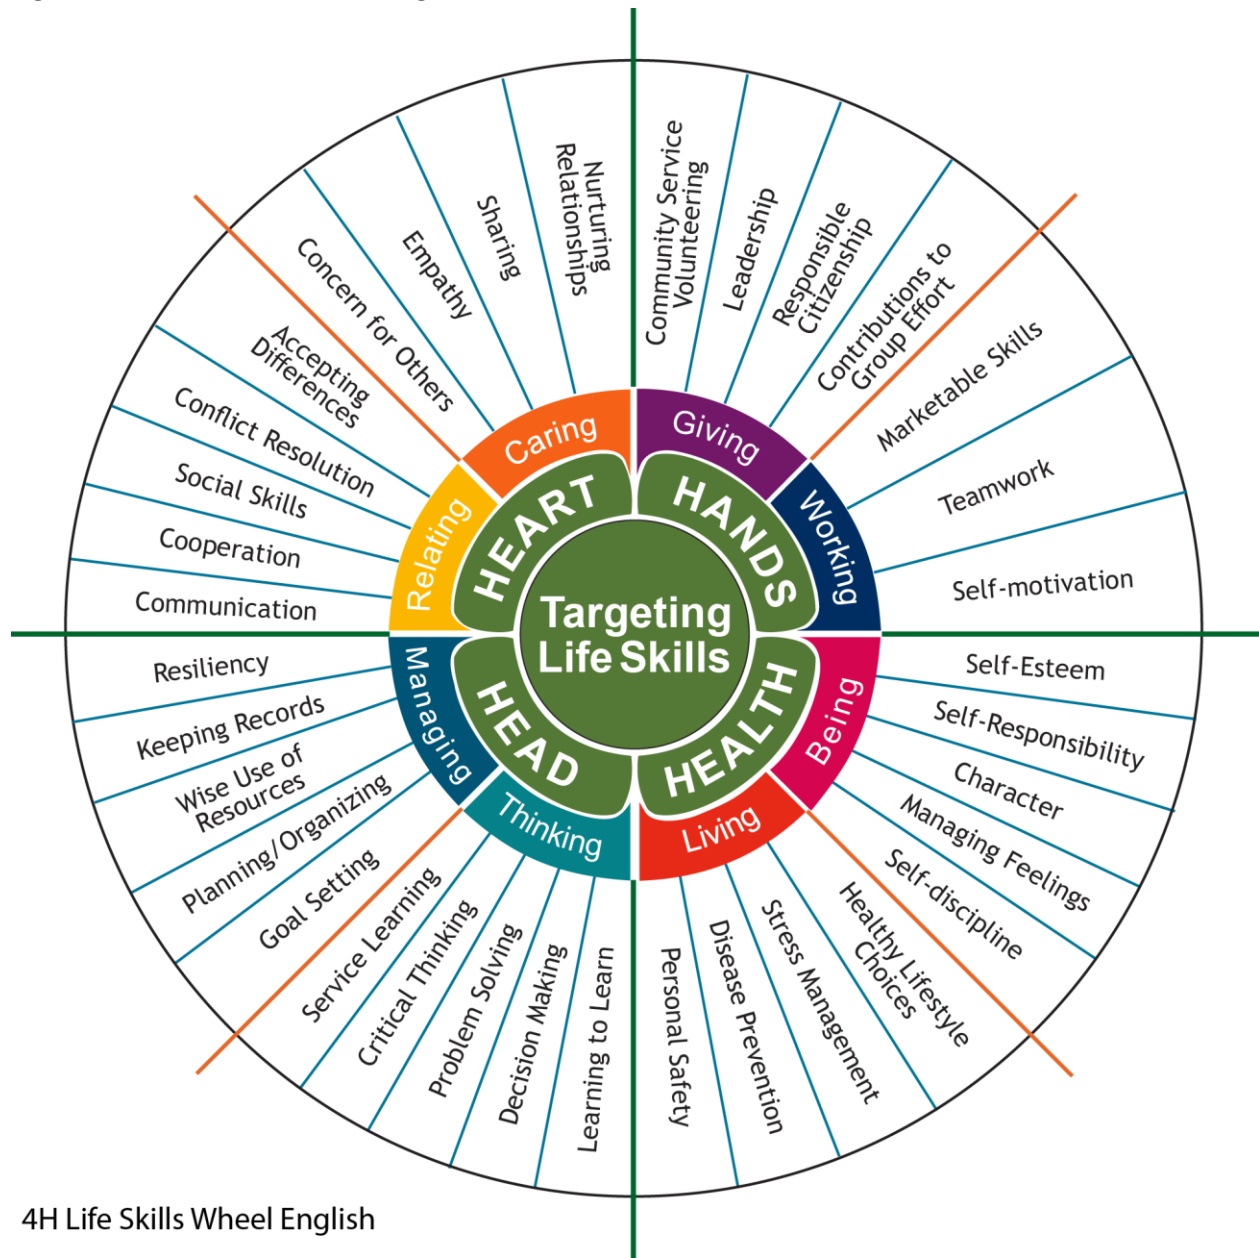 Targeting
Life Skills
HEART
Caring
Nurturing
Relationships
Sharing
Empathy
Concern for Others
Relating
Accepting
Differences
Conflict Resolution
Social Skills
Cooperation
Communication
HANDS
Giving
Community Service
Volunteering
Leadership
Responsible
Citizenship
Contributions to
Group Effort
Working
Marketable Skills
Teamwork
Self-motivation
HEALTH
Being
Self-Esteem
Self-Responsibility
Character
Managing Feelings
Self-discipline
Living
Healthy Lifestyle
Choices
Stress Management
Disease Prevention
Personal Safety
HEAD
Thinking
Learning to Learn
Decision Making
Problem Solving
Critical Thinking
Service Learning
Managing
Goal Setting
Planning/Organizing
Wise Use of
Resources
Keeping Records
Resiliency
4H Life Skills Wheel English